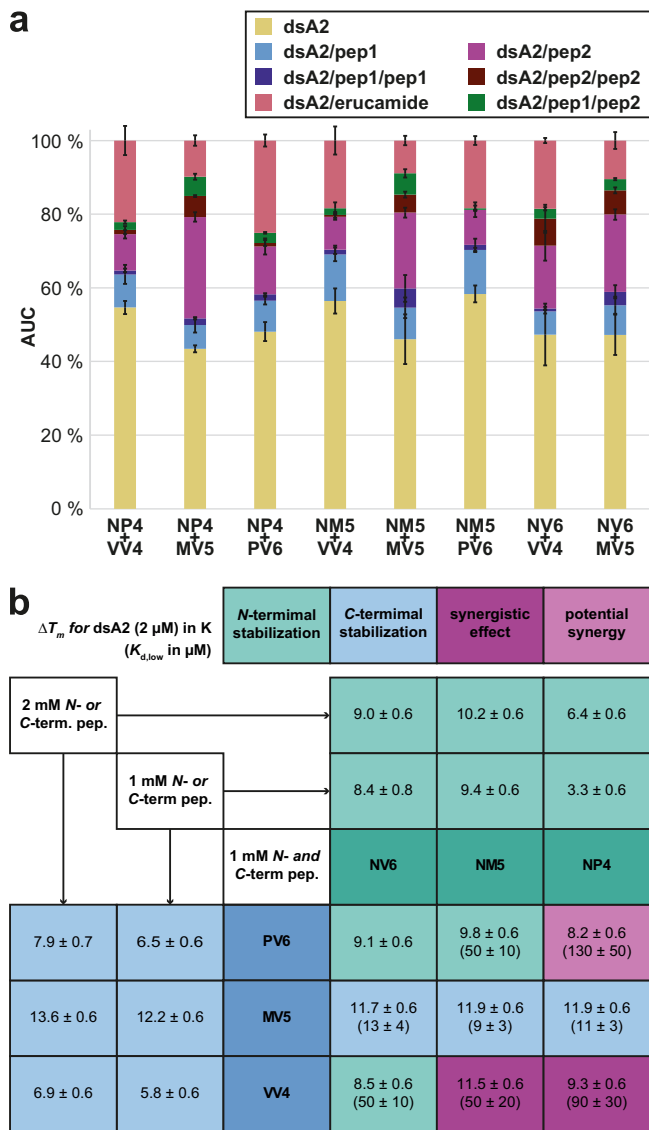 a
dsA2
dsA2/pep1
dsA2/pep2
dsA2/pep1/pep1
dsA2/pep2/pep2
dsA2/erucamide
dsA2/pep1/pep2
100 %
80 %
60 %
40 %
20 %
0 %
AUC
NP4 NP4 NP4 NM5 NM5 NM5 NV6 NV6
+ + + + + + + +
VV4 MV5 PV6 VV4 MV5 PV6 VV4 MV5
b
ΔTm for dsA2 (2 µM) in K
(Kd,low in µM)
N-termimal
stabilization
C-termimal
stabilization
synergistic
effect
potential
synergy
2 mM N- or
C-term. pep.
9.0 ± 0.6 10.2 ± 0.6 6.4 ± 0.6
1 mM N- or
C-term pep.
8.4 ± 0.8 9.4 ± 0.6 3.3 ± 0.6
1 mM N- and
C-term pep.
NV6 NM5 NP4
7.9 ± 0.7 6.5 ± 0.6 PV6 9.1 ± 0.6 9.8 ± 0.6 8.2 ± 0.6
(50 ± 10) (130 ± 50)
13.6 ± 0.6 12.2 ± 0.6 MV5 11.7 ± 0.6 11.9 ± 0.6 11.9 ± 0.6
(13 ± 4) (9 ± 3) (11 ± 3)
6.9 ± 0.6 5.8 ± 0.6 VV4 8.5 ± 0.6 11.5 ± 0.6 9.3 ± 0.6
(50 ± 10) (50 ± 20) (90 ± 30)